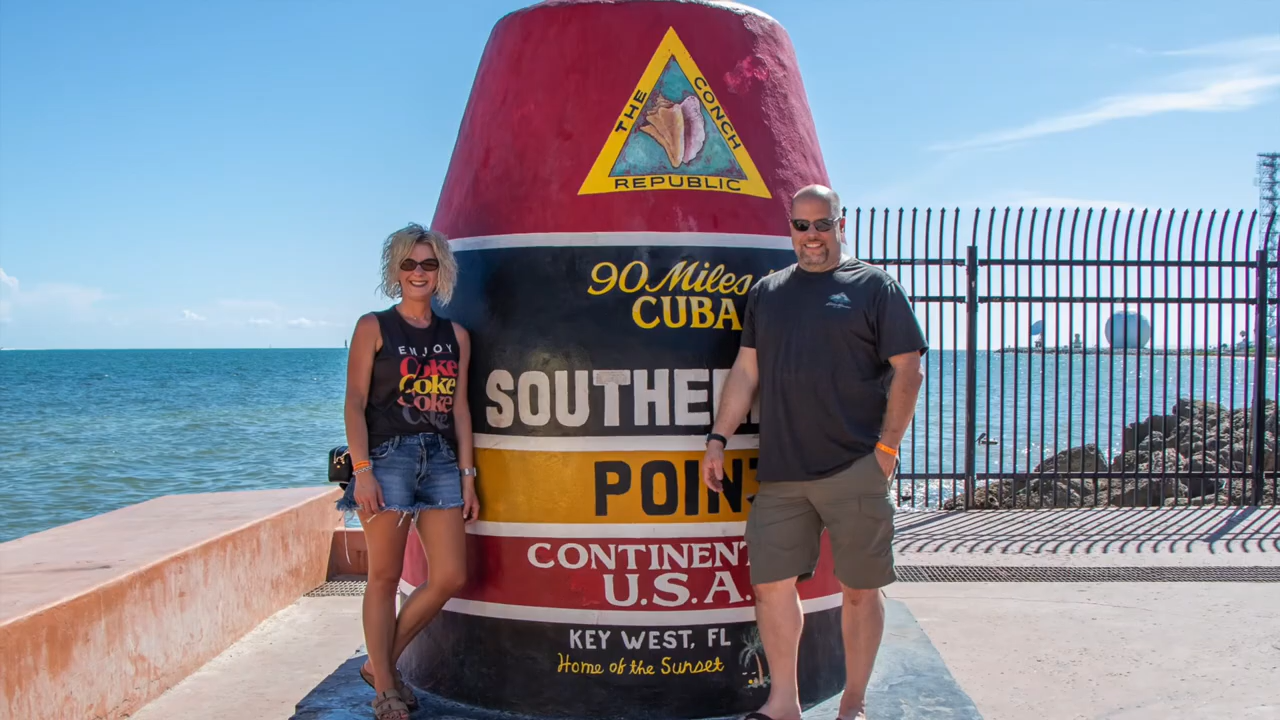 THE CONCH
REPUBLIC
90 Miles
CUBA
SOUTHE
POIN
CONTINENT
U.S.A.
KEY WEST, FL
Home of the Sunset
ENJOY
Coke
Coke
Coke
Coke